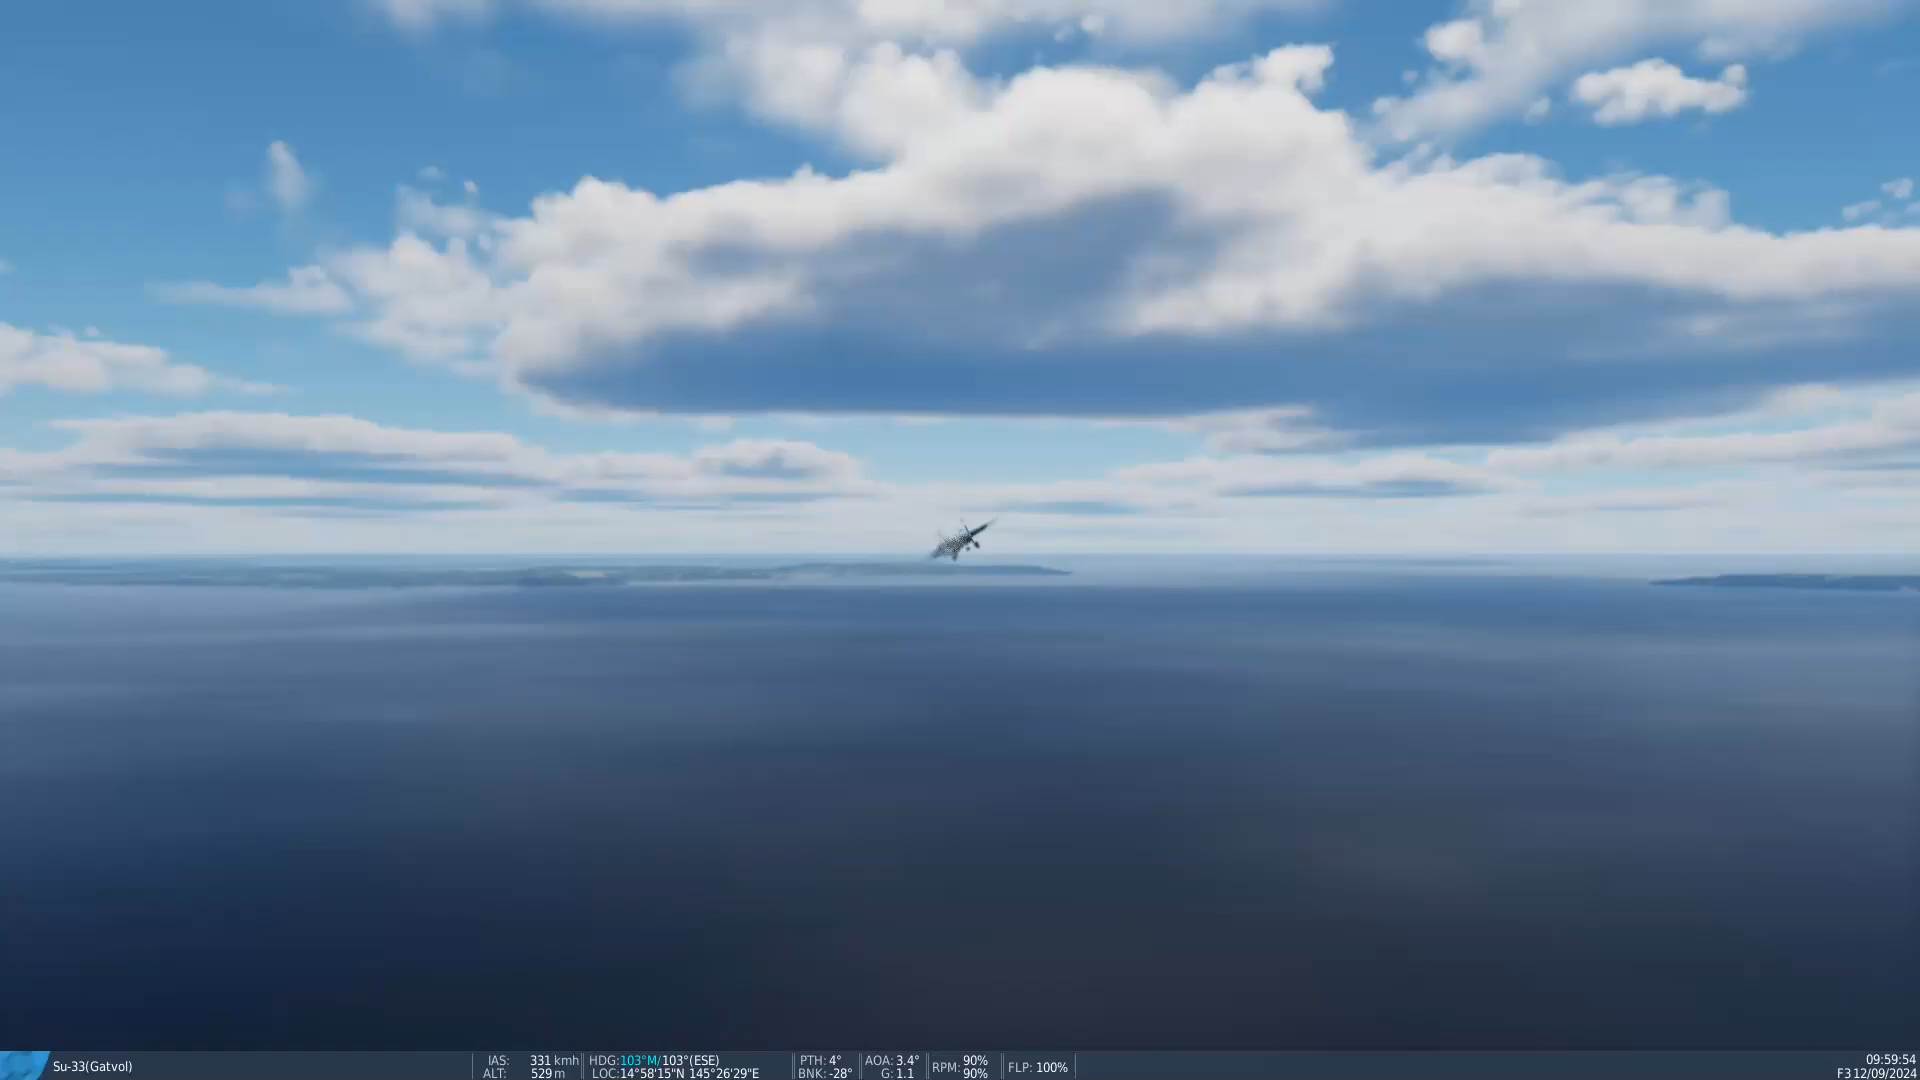 Su-33(Gatvol)
IAS: 331 kmh
ALT: 529 m
HDG:103°M/103°(ESE)
LOC:14°58'15"N 145°26'29"E
PTH: 4°
BNK: -28°
AOA: 3.4°
G: 1.1
RPM: 90%
90%
FLP: 100%
09:59:54
F3 12/09/2024